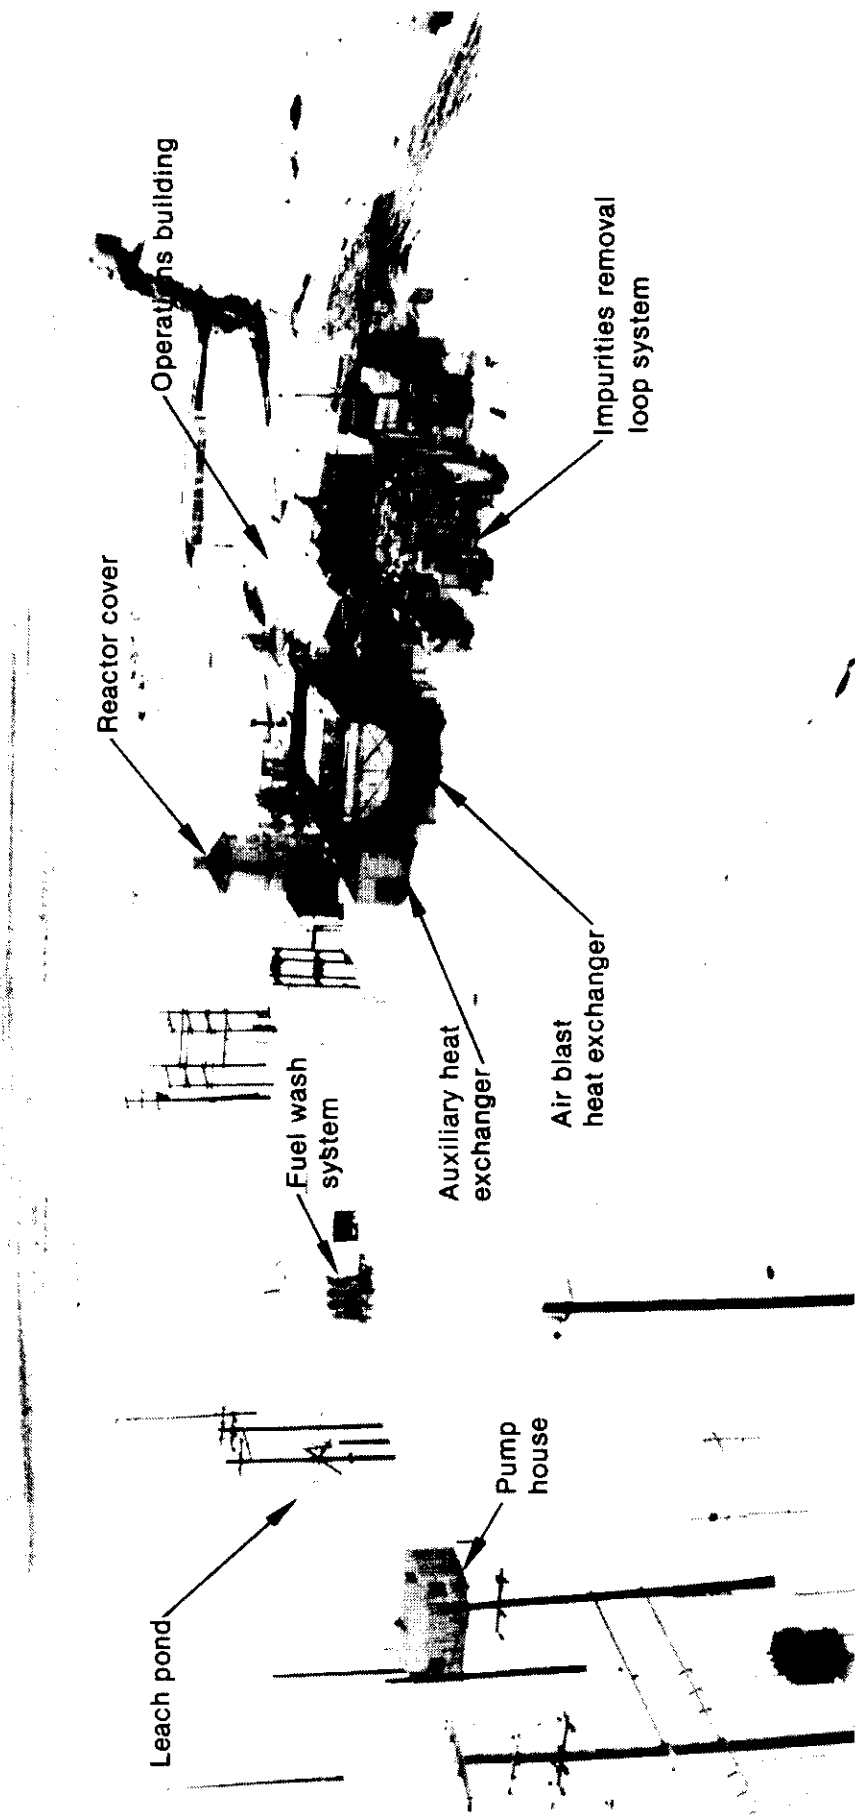 Leach pond
Fuel wash
system
Reactor cover
Operations building
Pump
house
Auxiliary heat
exchanger
Air blast
heat exchanger
Impurities removal
loop system